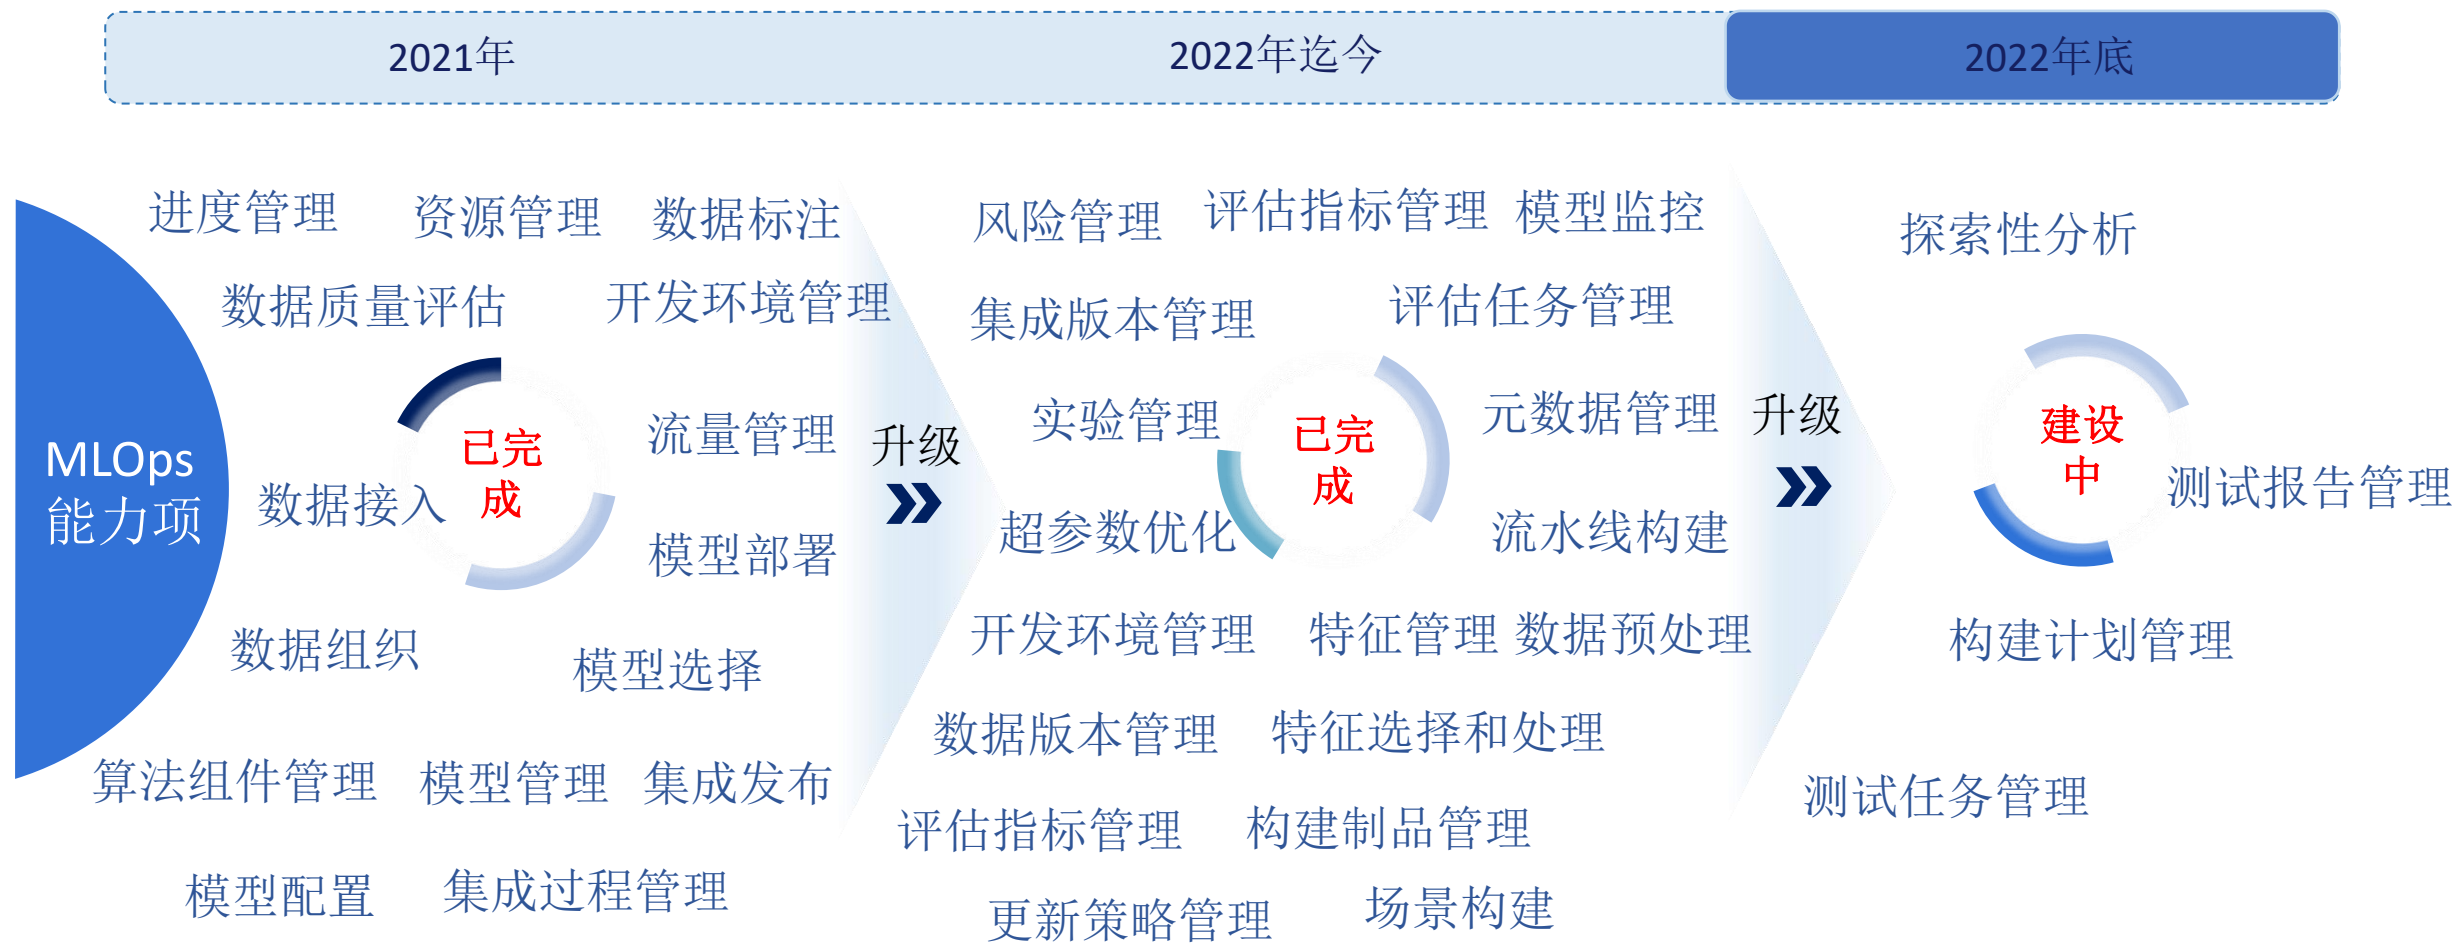 2021年
2022年迄今
2022年底
MLOps
能力项
进度管理
资源管理
数据标注
数据质量评估
开发环境管理
已完
成
流量管理
数据接入
模型部署
数据组织
模型选择
算法组件管理
模型管理
集成发布
模型配置
集成过程管理
升级
风险管理
评估指标管理
模型监控
集成版本管理
评估任务管理
实验管理
已完
成
元数据管理
超参数优化
流水线构建
开发环境管理
特征管理
数据预处理
数据版本管理
特征选择和处理
评估指标管理
构建制品管理
更新策略管理
场景构建
升级
探索性分析
建设
中
测试报告管理
构建计划管理
测试任务管理